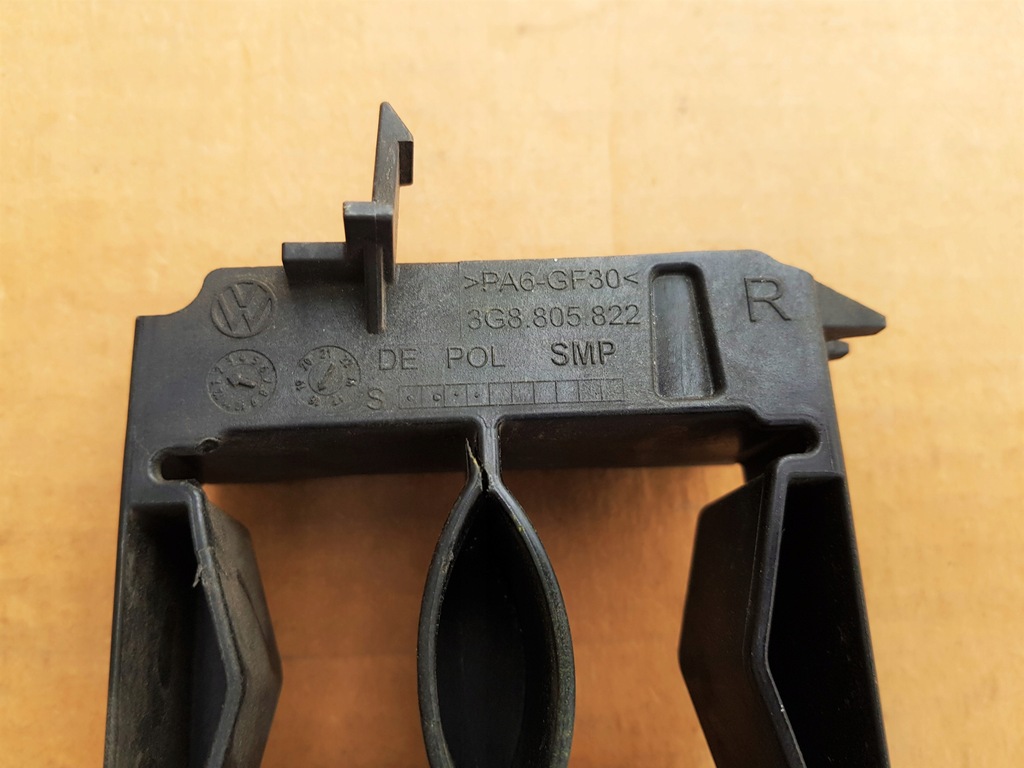 >PA6-GF30<
3G8.805.822
R
DE POL SMP
S